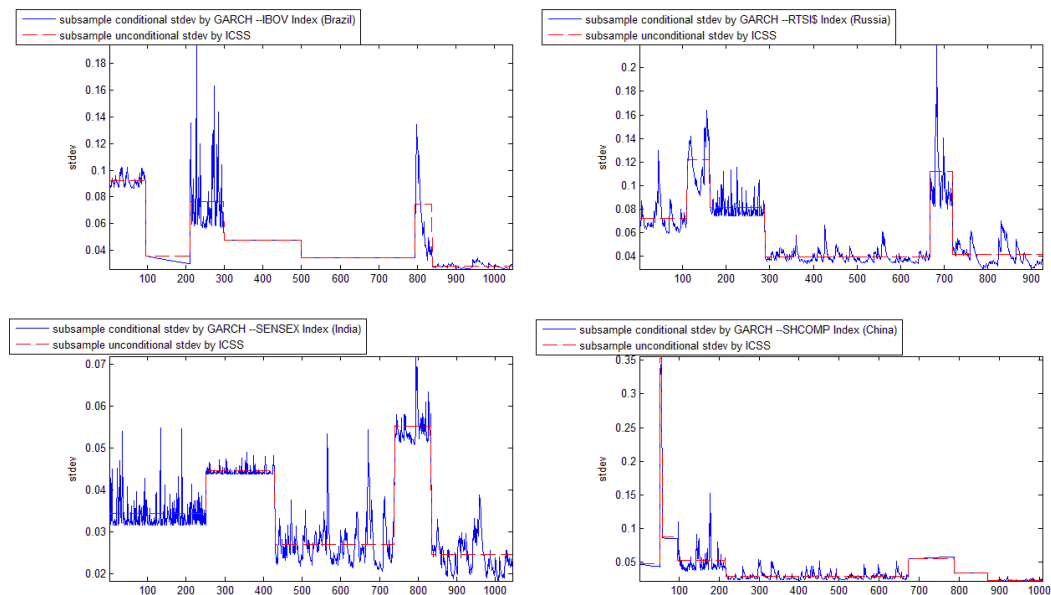 subsample conditional stdev by GARCH --IBOV Index (Brazil)
subsample unconditional stdev by ICSS
0.18
0.16
0.14
0.12
0.1
0.08
0.06
0.04
stdev
100 200 300 400 500 600 700 800 900 1000
subsample conditional stdev by GARCH --RTSI$ Index (Russia)
subsample unconditional stdev by ICSS
0.2
0.18
0.16
0.14
0.12
0.1
0.08
0.06
0.04
stdev
100 200 300 400 500 600 700 800 900
subsample conditional stdev by GARCH --SENSEX Index (India)
subsample unconditional stdev by ICSS
0.07
0.06
0.05
0.04
0.03
0.02
stdev
100 200 300 400 500 600 700 800 900 1000
subsample conditional stdev by GARCH --SHCOMP Index (China)
subsample unconditional stdev by ICSS
0.35
0.3
0.25
0.2
0.15
0.1
0.05
stdev
100 200 300 400 500 600 700 800 900 1000